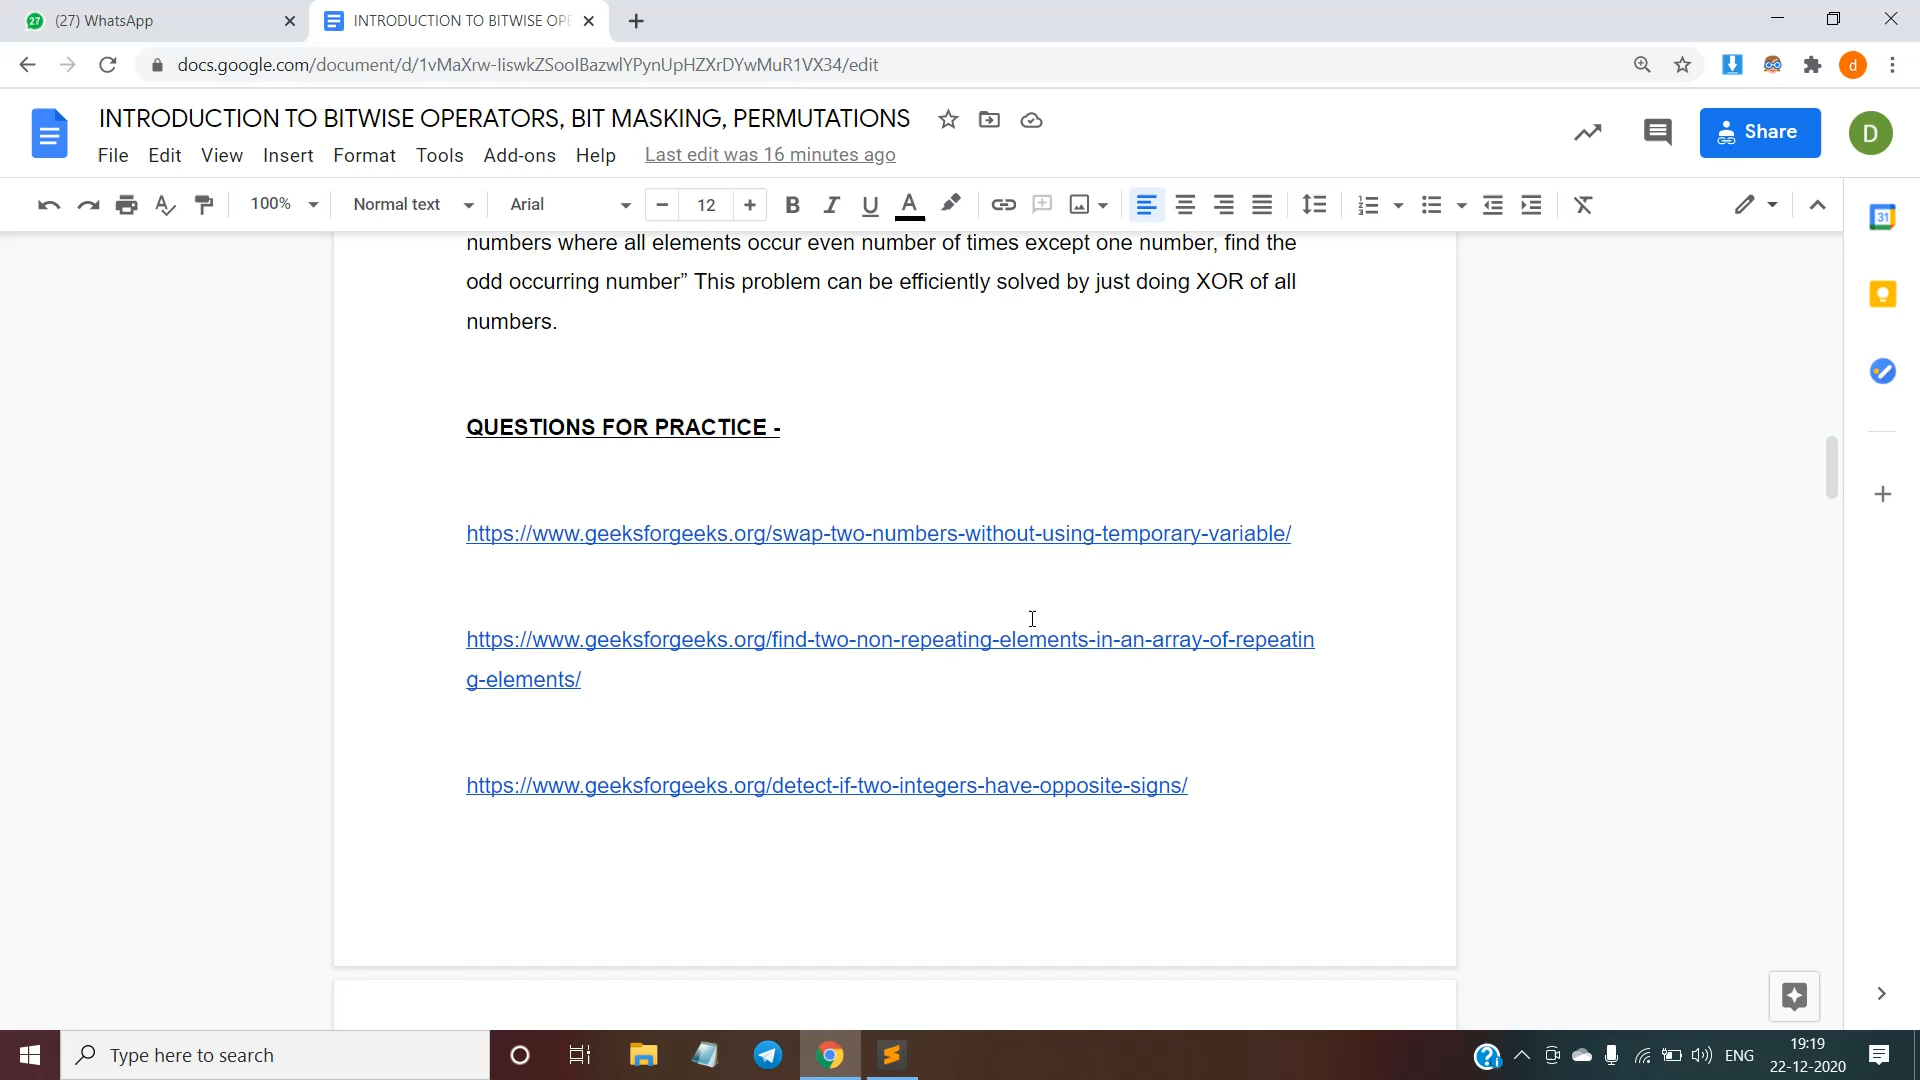 27 (27) WhatsApp
INTRODUCTION TO BITWISE OPE
docs.google.com/document/d/1vMaXrw-IiswkZSooIBazwlYPynUpHZXrDYwMuR1VX34/edit
d
INTRODUCTION TO BITWISE OPERATORS, BIT MASKING, PERMUTATIONS
Share
D
File Edit View Insert Format Tools Add-ons Help Last edit was 16 minutes ago
100% Normal text Arial 12 B I U A
31
numbers where all elements occur even number of times except one number, find the
odd occurring number” This problem can be efficiently solved by just doing XOR of all
numbers.
QUESTIONS FOR PRACTICE -
https://www.geeksforgeeks.org/swap-two-numbers-without-using-temporary-variable/
https://www.geeksforgeeks.org/find-two-non-repeating-elements-in-an-array-of-repeatin
g-elements/
https://www.geeksforgeeks.org/detect-if-two-integers-have-opposite-signs/
Type here to search
ENG
19:19
22-12-2020